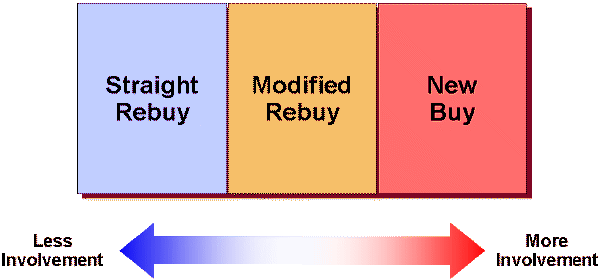 Straight
Rebuy
Modified
Rebuy
New
Buy
Less
Involvement
More
Involvement